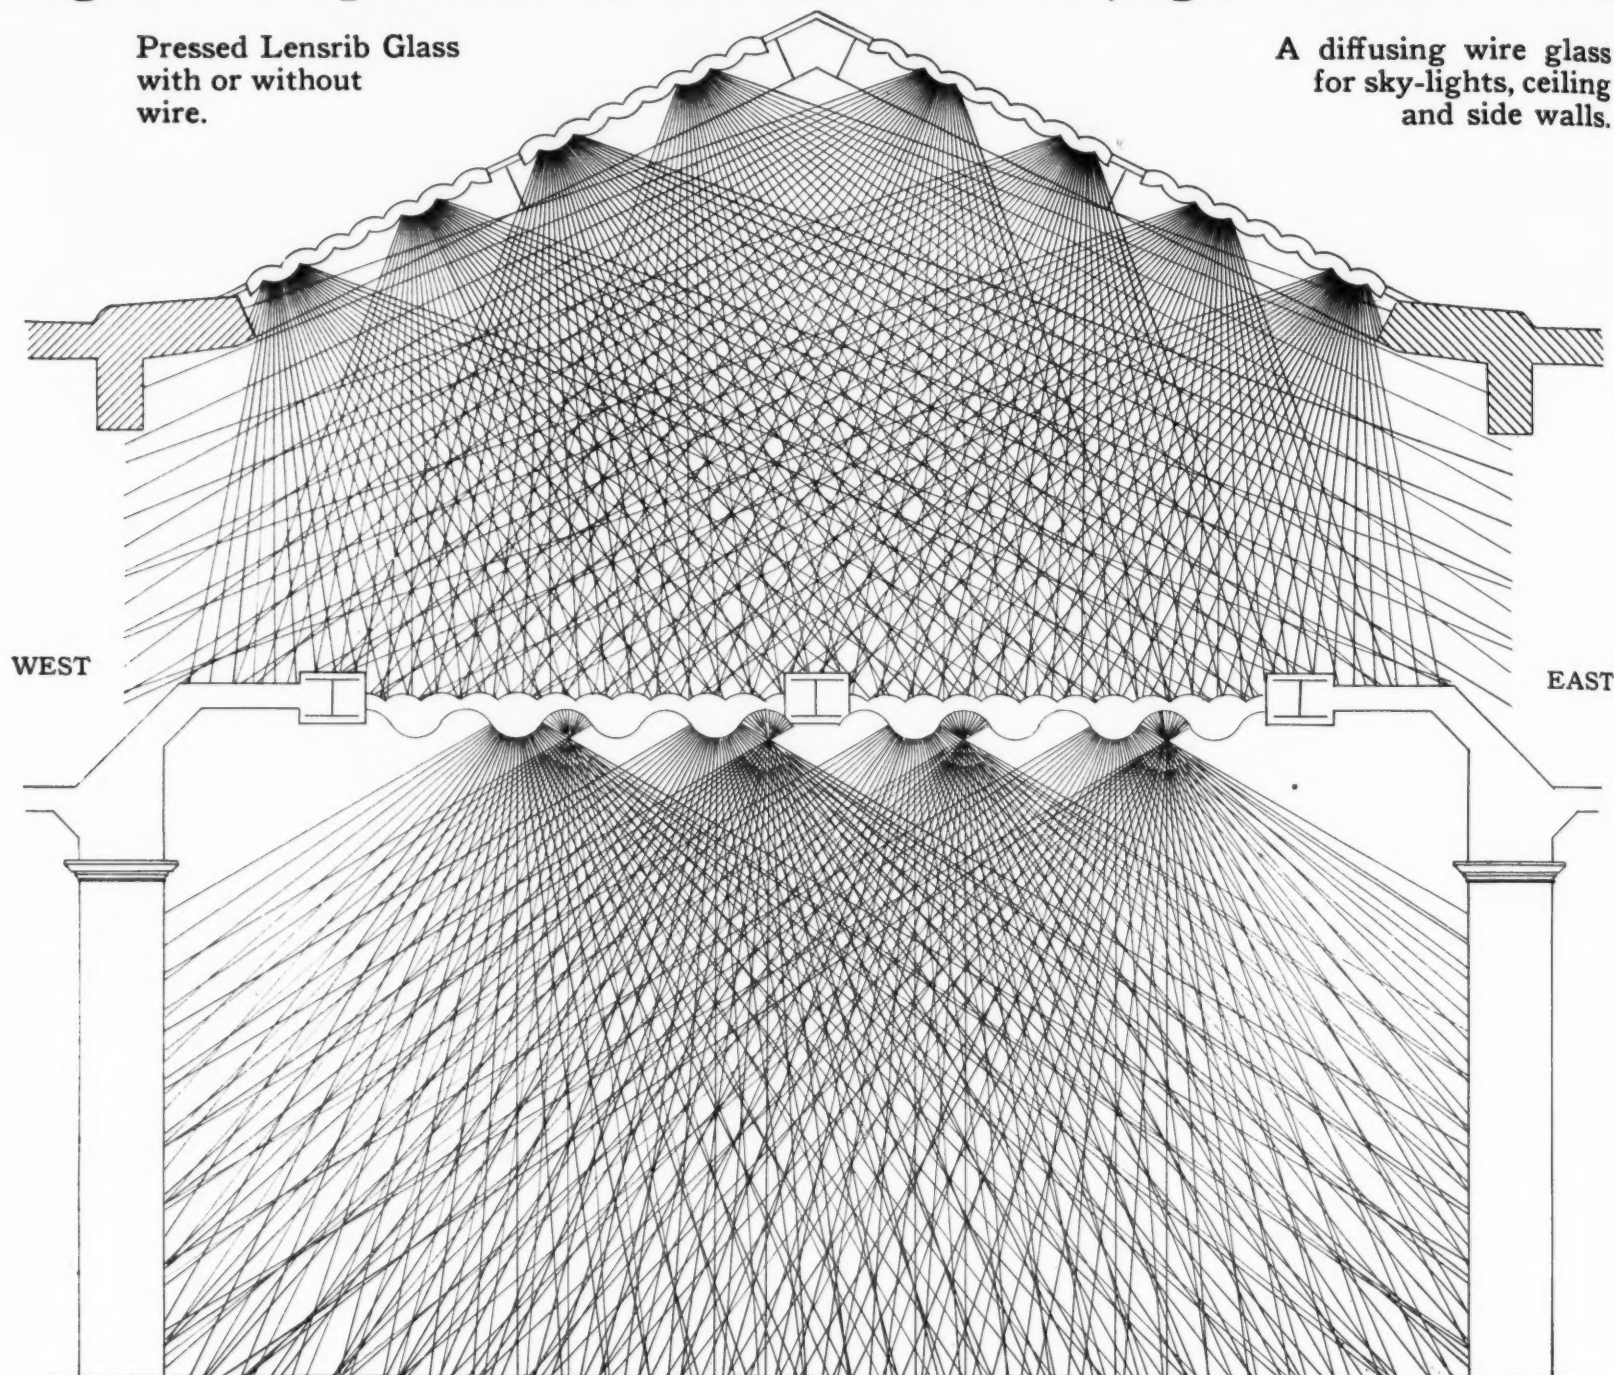 Pressed Lensrib Glass
with or without
wire.
A diffusing wire glass
for sky-lights, ceiling
and side walls.
WEST
EAST